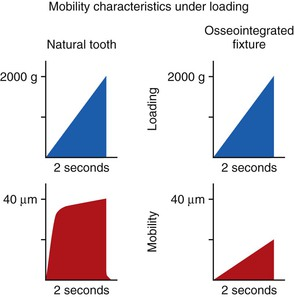 Mobility characteristics under loading
Natural tooth
Osseointegrated
fixture
2000 g
Loading
2000 g
2 seconds
2 seconds
40 µm
Mobility
40 µm
2 seconds
2 seconds